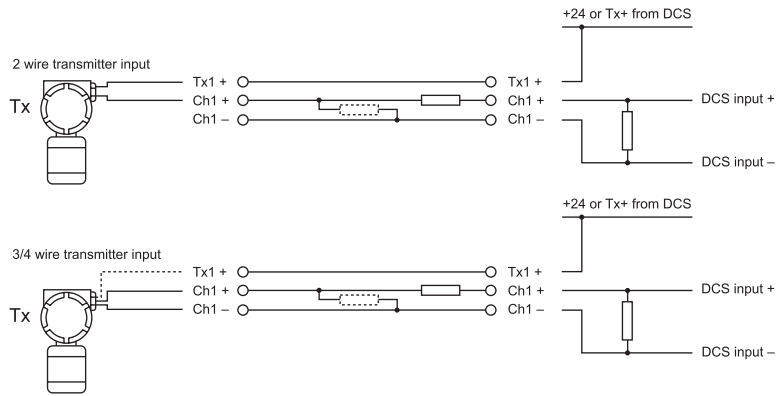 +24 or Tx+ from DCS
2 wire transmitter input
Tx
Tx1 +
Ch1 +
Ch1 –
Tx1 +
Ch1 +
Ch1 –
DCS input +
DCS input –
+24 or Tx+ from DCS
3/4 wire transmitter input
Tx
Tx1 +
Ch1 +
Ch1 –
Tx1 +
Ch1 +
Ch1 –
DCS input +
DCS input –